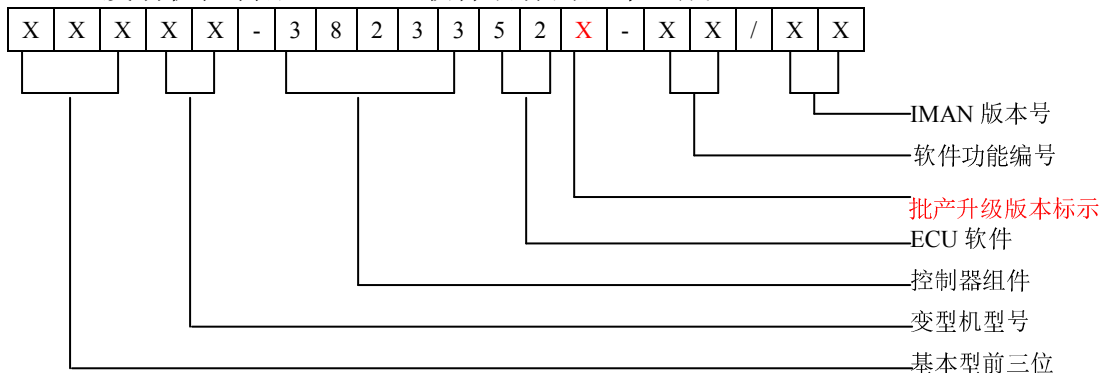 X X X X X - 3 8 2 3 3 5 2 X - X X / X X
IMAN 版本号
软件功能编号
批产升级版本标示
ECU 软件
控制器组件
变型机型号
基本型前三位